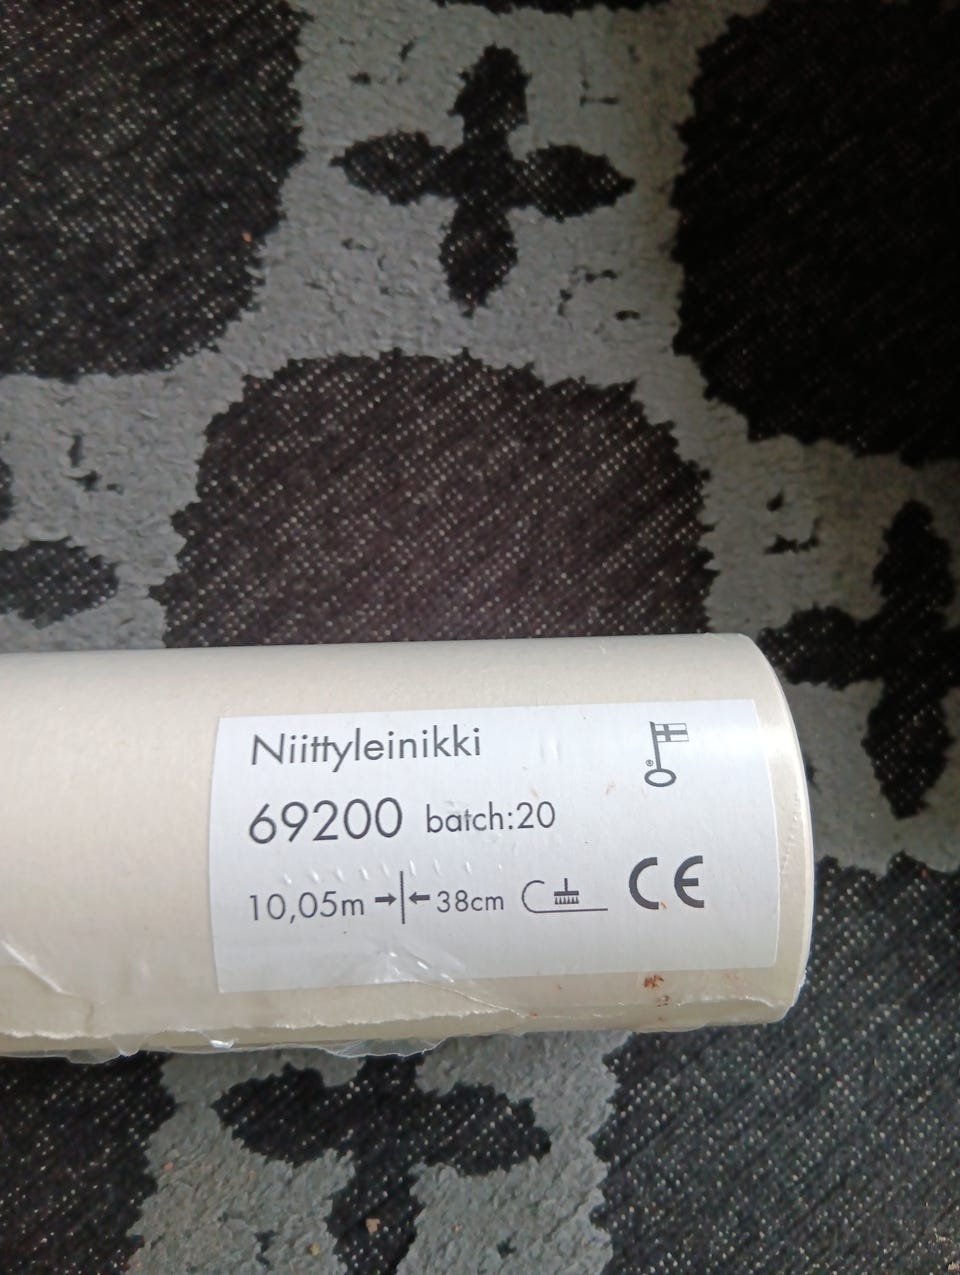 Niittyleinikki
69200 batch:20
10,05m →|← 38cm CE